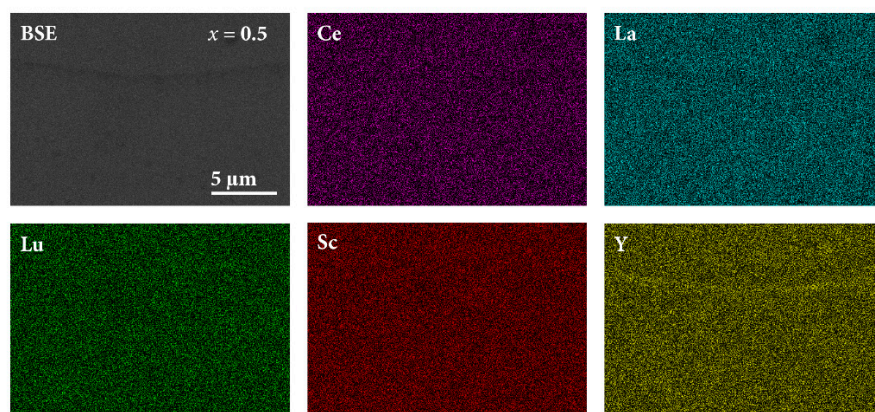 BSE
x = 0.5
Ce
La
5 μm
Lu
Sc
Y